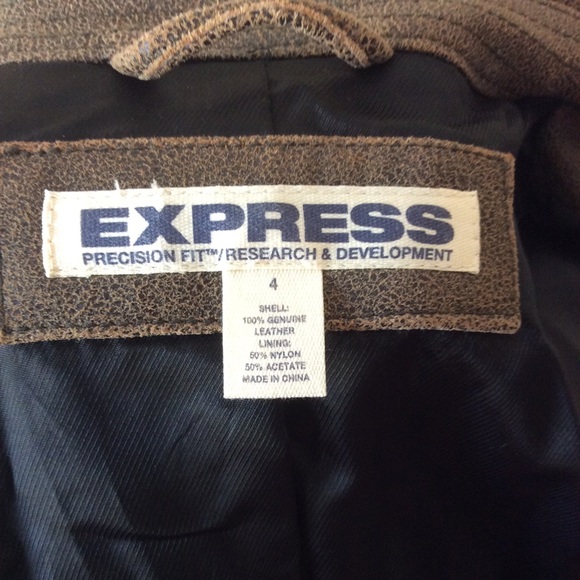 EXPRESS
PRECISION FIT™/RESEARCH & DEVELOPMENT
4
SHELL:
100% GENUINE
LEATHER
LINING:
50% NYLON
50% ACETATE
MADE IN CHINA